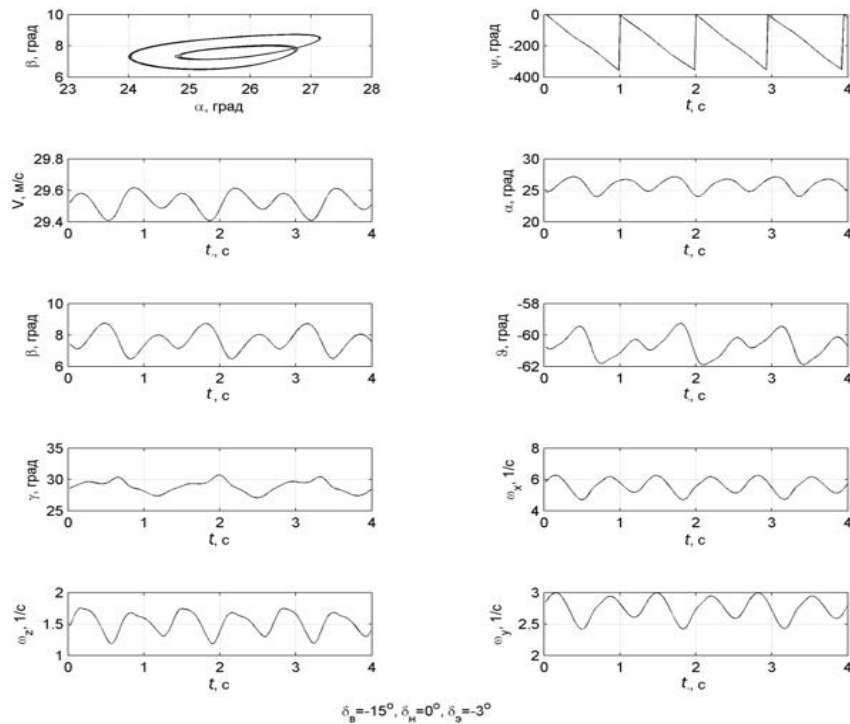 β, град
10
8
6
23 24 25 26 27 28
α, град
ψ, град
0
-200
-400
0 1 2 3 4
t, с
V, м/с
29.8
29.6
29.4
0 1 2 3 4
t., с
α, град
30
25
20
0 1 2 3 4
t, с
β, град
10
8
6
0 1 2 3 4
t, с
ϑ, град
-58
-60
-62
0 1 2 3 4
t., с
γ, град
35
30
25
0 1 2 3 4
t, с
ωx, 1/с
8
6
4
0 1 2 3 4
t, с
ωz, 1/с
2
1.5
1
0 1 2 3 4
t, с
ωy, 1/с
3
2.5
2
0 1 2 3 4
t., с
δв=-15°, δн=0°, δэ=-3°